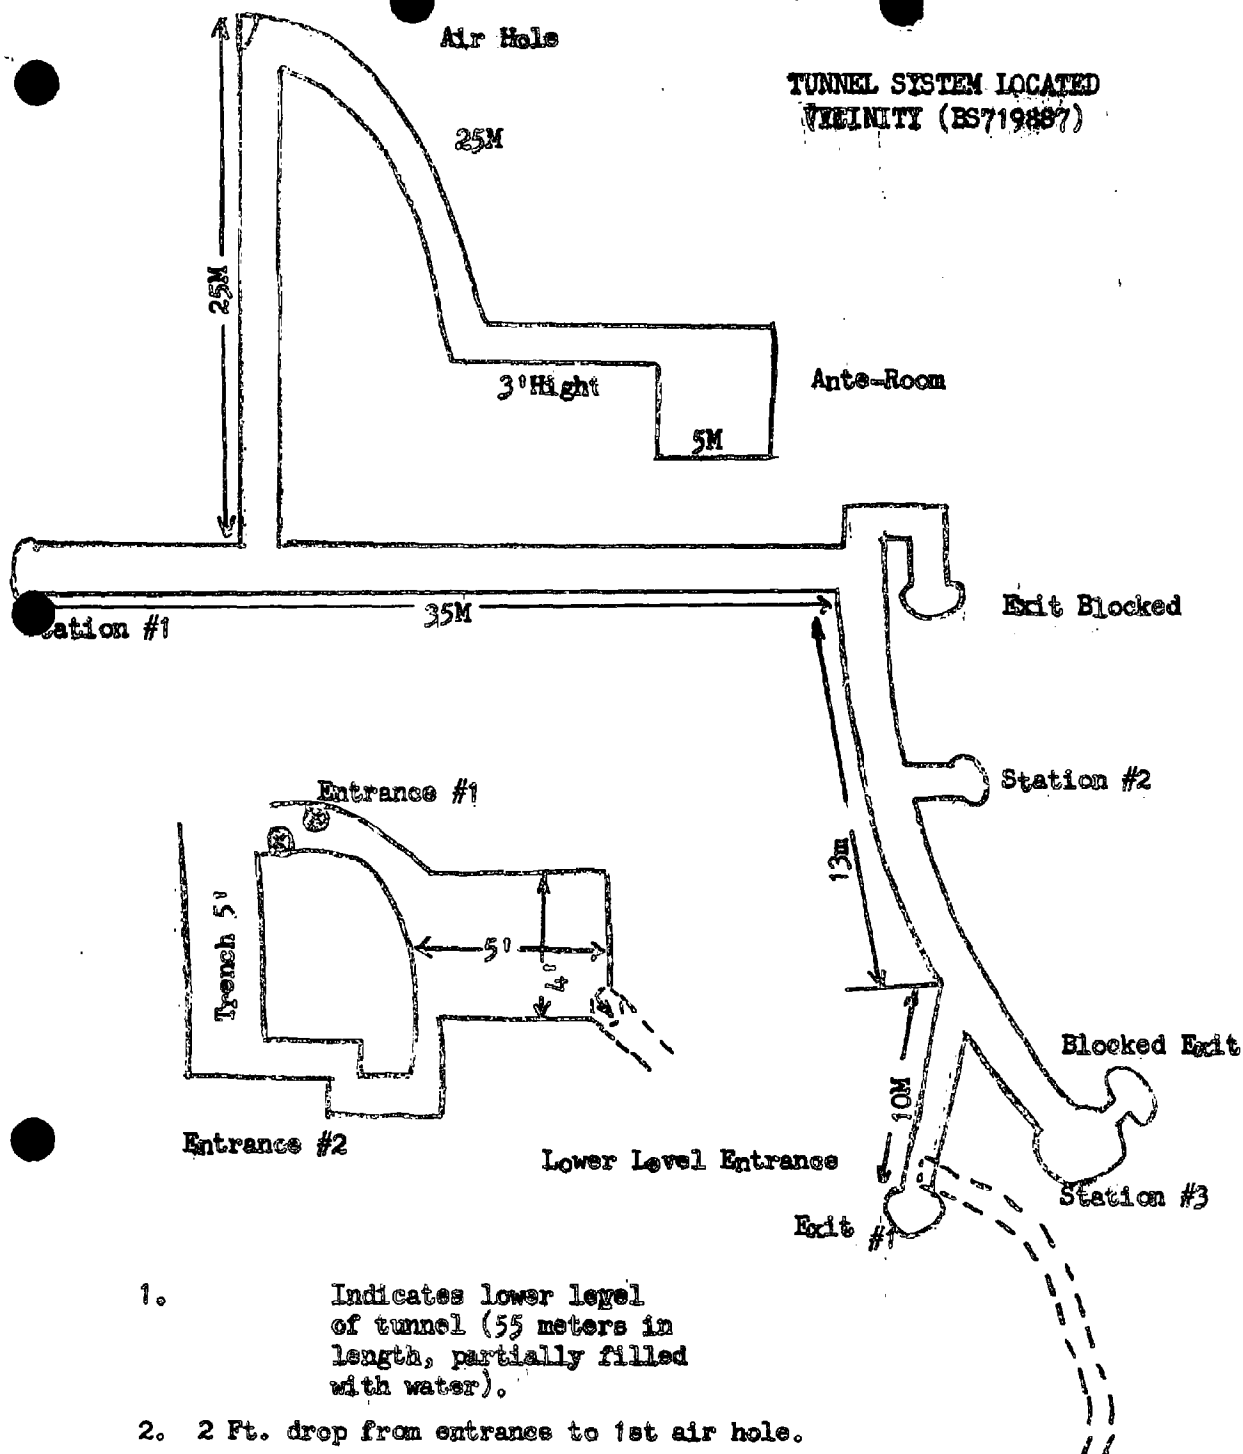 Air Hole
TUNNEL SYSTEM LOCATED
VICINITY (BS719887)
25M
25M
3'Hight
Ante-Room
5M
Exit Blocked
35M
tation #1
Station #2
Entrance #1
13m
Trench 5'
5'
4'
Blocked Exit
10M
Entrance #2
Lower Level Entrance
Station #3
Exit #1
1. Indicates lower level
of tunnel (55 meters in
length, partially filled
with water).
2. 2 Ft. drop from entrance to 1st air hole.